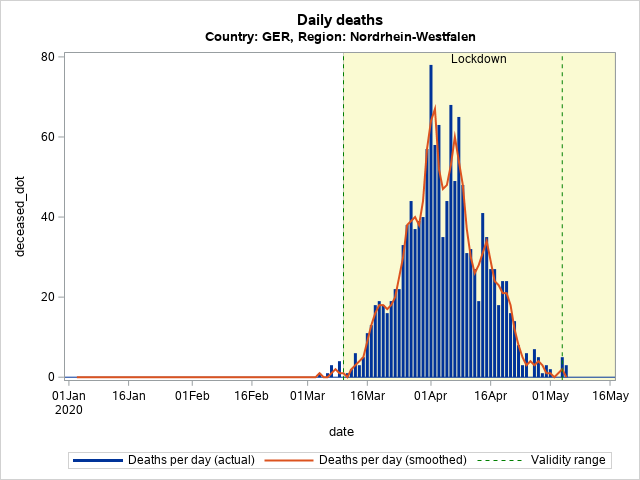 Daily deaths
Country: GER, Region: Nordrhein-Westfalen
Lockdown
80
60
40
20
0
deceased_dot
01Jan 16Jan 01Feb 16Feb 01Mar 16Mar 01Apr 16Apr 01May 16May
2020
date
Deaths per day (actual) Deaths per day (smoothed) Validity range